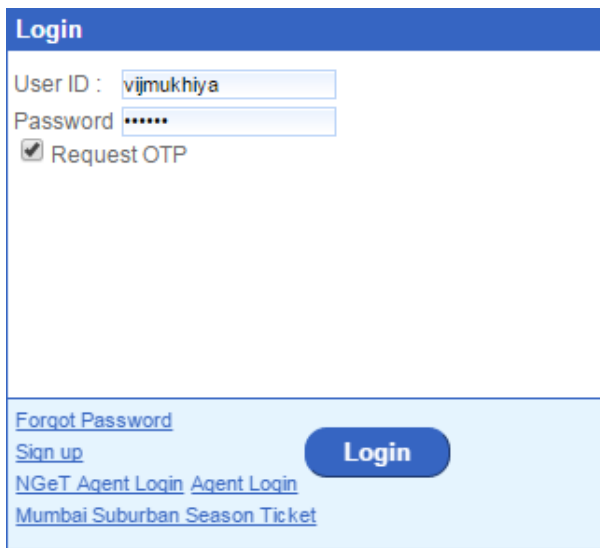 Login
User ID : vijmukhiya
Password ••••••
Request OTP
Forgot Password
Sign up
Login
NGeT Agent Login Agent Login
Mumbai Suburban Season Ticket